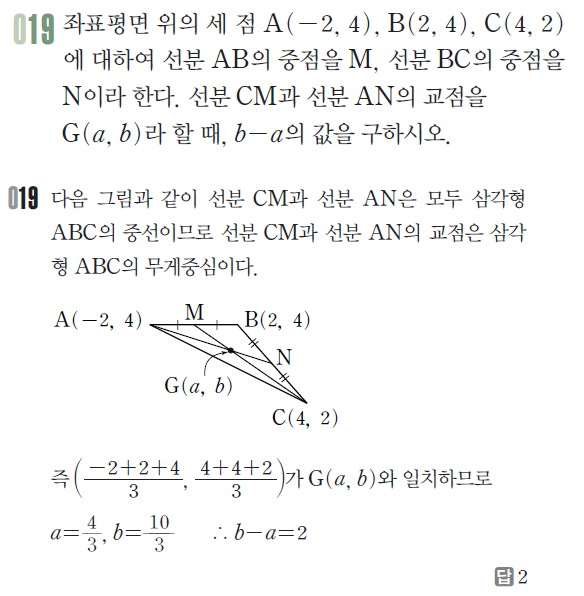 019 좌표평면 위의 세 점 A(−2, 4), B(2, 4), C(4, 2)
에 대하여 선분 AB의 중점을 M, 선분 BC의 중점을
N이라 한다. 선분 CM과 선분 AN의 교점을
G(a, b)라 할 때, b−a의 값을 구하시오.
019 다음 그림과 같이 선분 CM과 선분 AN은 모두 삼각형
ABC의 중선이므로 선분 CM과 선분 AN의 교점은 삼각
형 ABC의 무게중심이다.
A(−2, 4) M B(2, 4)
N
G(a, b)
C(4, 2)
즉 (\frac{−2+2+4}{3}, \frac{4+4+2}{3})가 G(a, b)와 일치하므로
a=\frac{4}{3}, b=\frac{10}{3} ∴ b−a=2
답 2